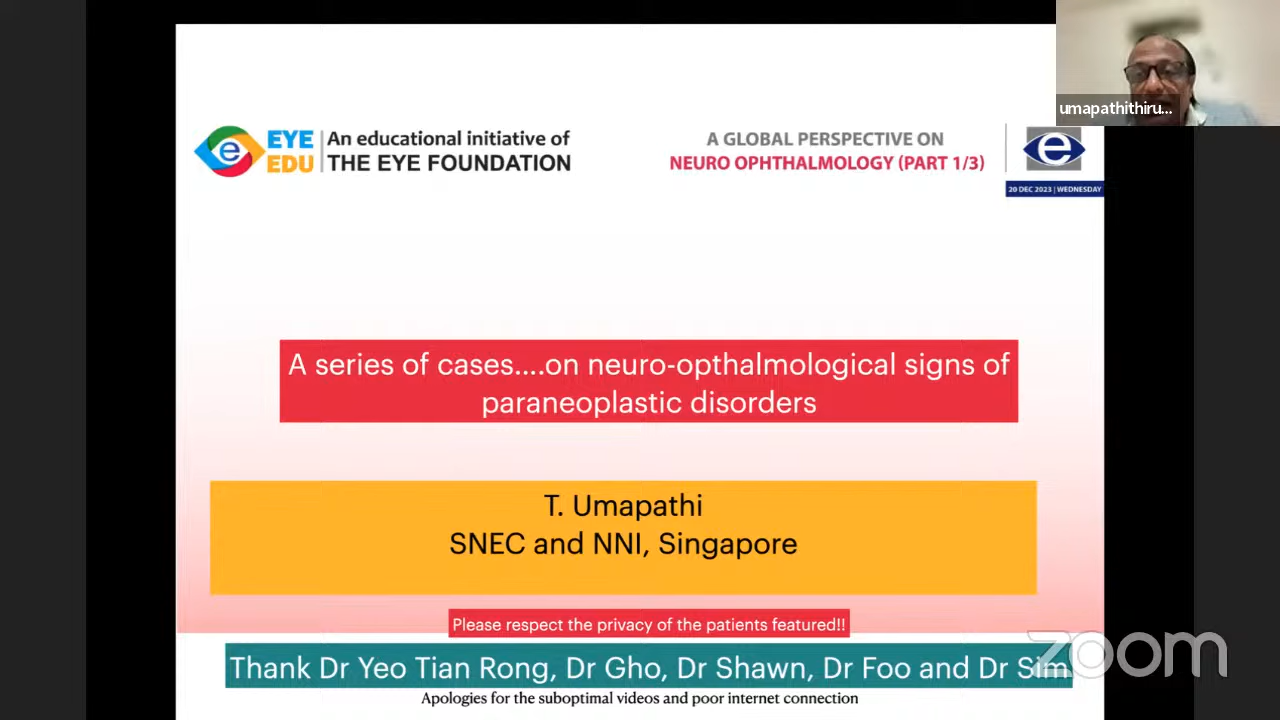 umapathithiru...
e EYE EDU
An educational initiative of
THE EYE FOUNDATION
A GLOBAL PERSPECTIVE ON
NEURO OPHTHALMOLOGY (PART 1/3)
e
20 DEC 2023 | WEDNESDAY
A series of cases....on neuro-opthalmological signs of
paraneoplastic disorders
T. Umapathi
SNEC and NNI, Singapore
Please respect the privacy of the patients featured!!
Thank Dr Yeo Tian Rong, Dr Gho, Dr Shawn, Dr Foo and Dr Sim
Apologies for the suboptimal videos and poor internet connection
zoom